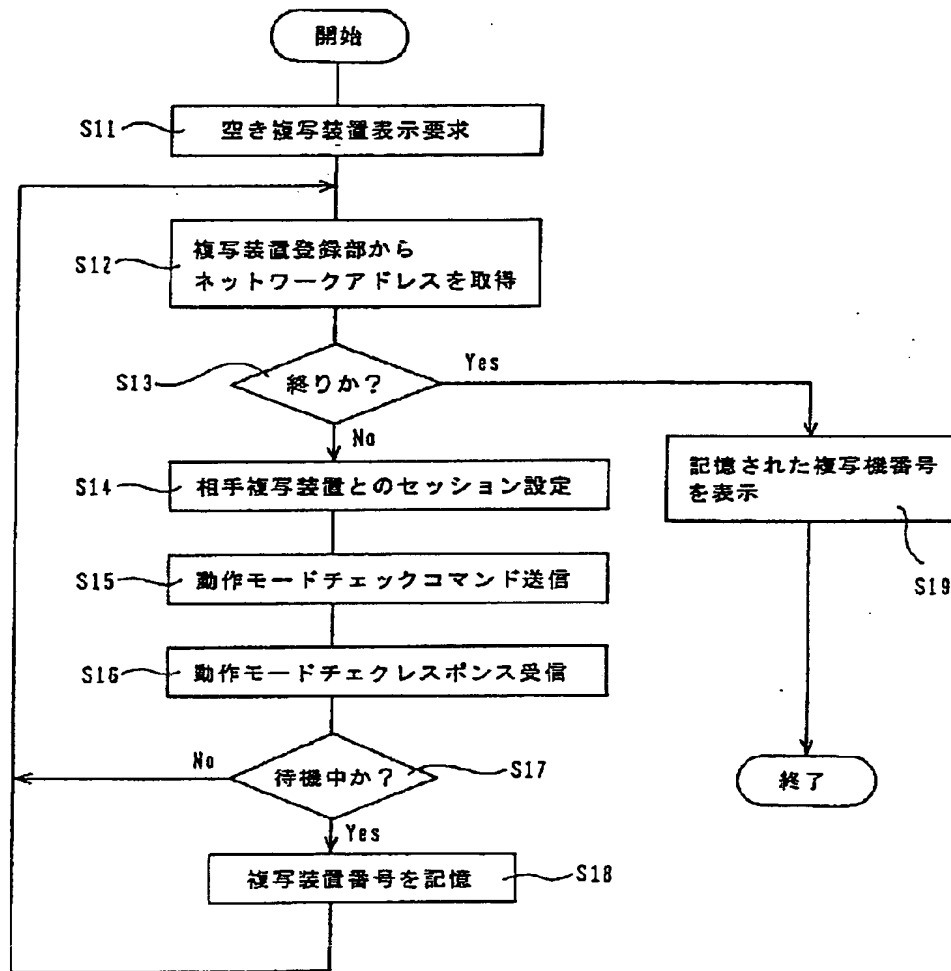 開始
S11
空き複写装置表示要求
S12
複写装置登録部から
ネットワークアドレスを取得
S13
終りか？
Yes
No
S14
相手複写装置とのセッション設定
記憶された複写機番号
を表示
S19
S15
動作モードチェックコマンド送信
S16
動作モードチェクレスポンス受信
No
待機中か？
S17
終了
Yes
複写装置番号を記憶
S18